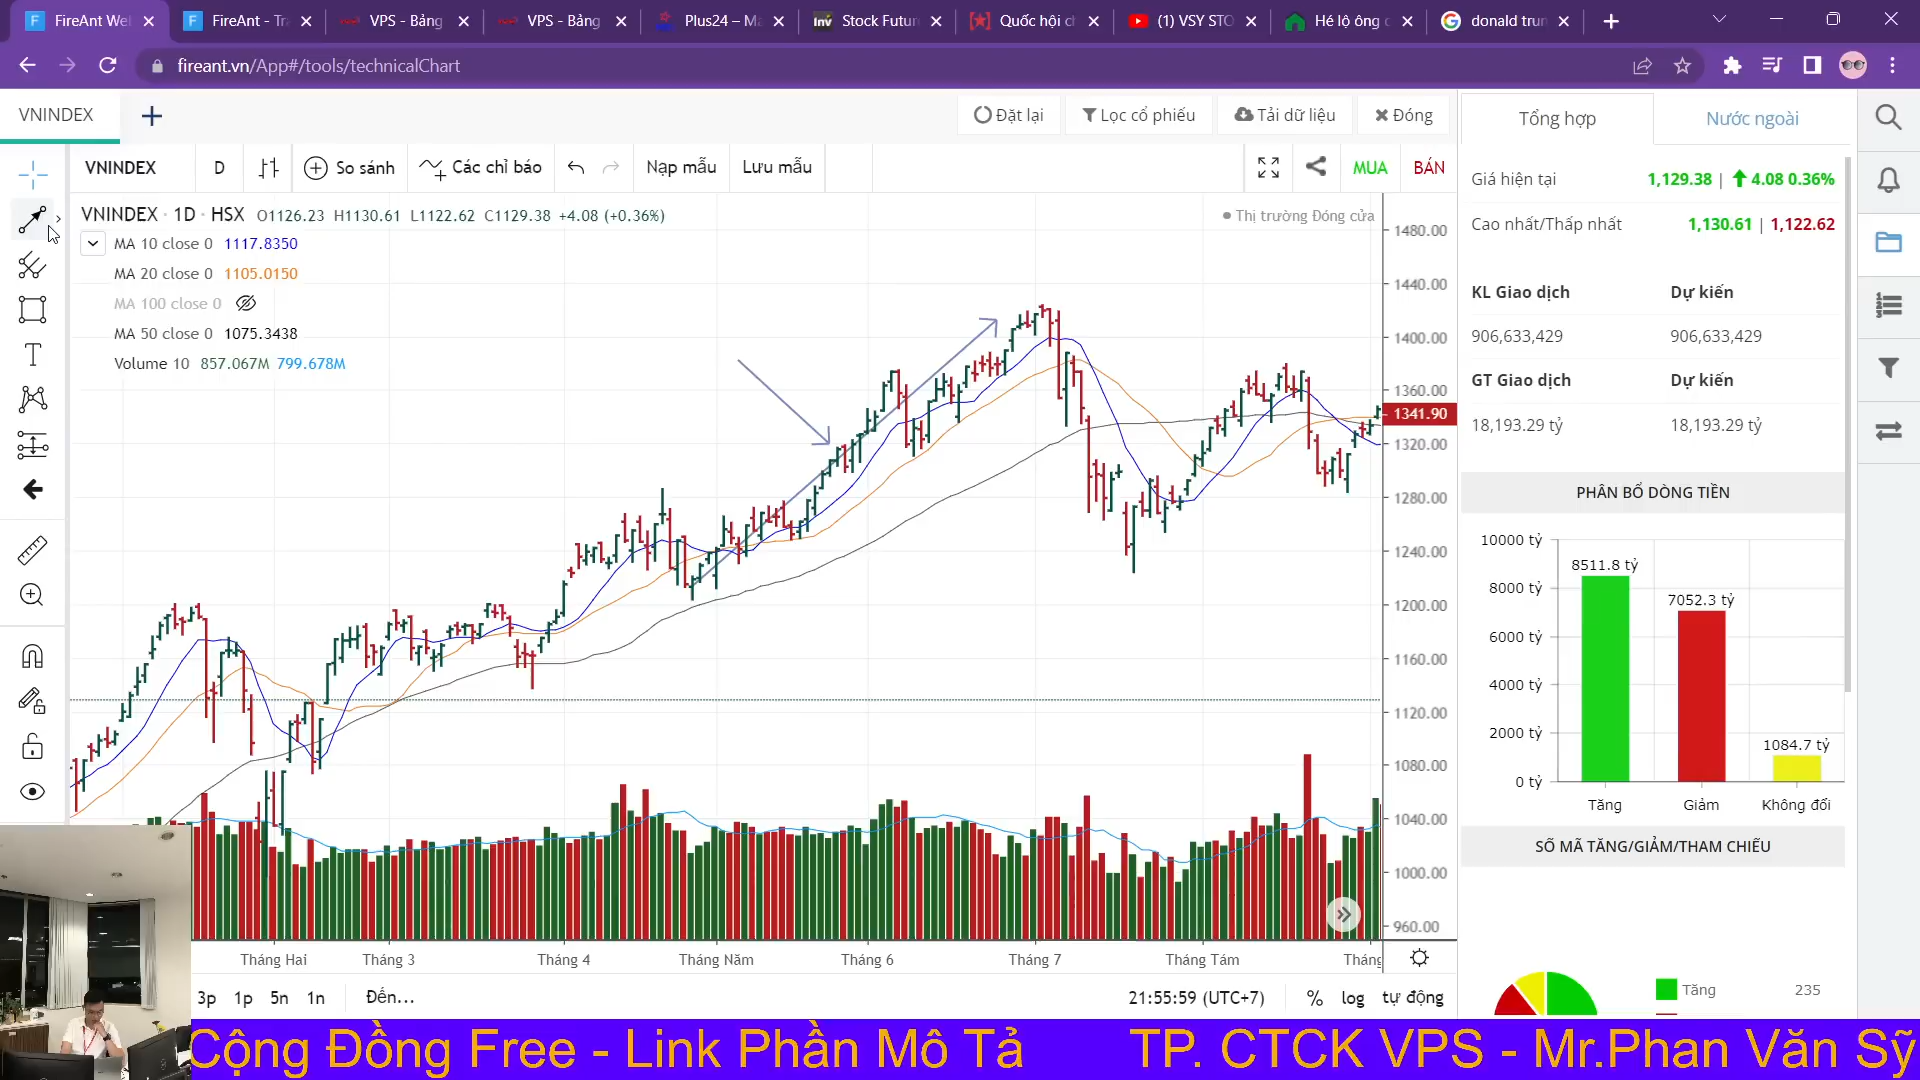 FireAnt We
FireAnt - Tr
VPS - Bảng
VPS - Bảng
Plus24 – M
Stock Futu
Quốc hội c
(1) VSY STO
Hé lộ ông
donald tru
fireant.vn/App#/tools/technicalChart
VNINDEX
Đặt lại
Lọc cổ phiếu
Tải dữ liệu
Đóng
VNINDEX
D
So sánh
Các chỉ báo
Nạp mẫu
Lưu mẫu
MUA
BÁN
VNINDEX · 1D · HSX O1126.23 H1130.61 L1122.62 C1129.38 +4.08 (+0.36%)
Thị trường Đóng cửa
MA 10 close 0 1117.8350
MA 20 close 0 1105.0150
MA 100 close 0
MA 50 close 0 1075.3438
Volume 10 857.067M 799.678M
1480.00
1440.00
1400.00
1360.00
1341.90
1320.00
1280.00
1240.00
1200.00
1160.00
1120.00
1080.00
1040.00
1000.00
960.00
Tháng Hai
Tháng 3
Tháng 4
Tháng Năm
Tháng 6
Tháng 7
Tháng Tám
Tháng
3p 1p 5n 1n
Đến...
21:55:59 (UTC+7)
%
log
tự động
Tổng hợp
Nước ngoài
Giá hiện tại
1,129.38 | 4.08 0.36%
Cao nhất/Thấp nhất
1,130.61 | 1,122.62
KL Giao dịch
Dự kiến
906,633,429
906,633,429
GT Giao dịch
Dự kiến
18,193.29 tỷ
18,193.29 tỷ
PHÂN BỔ DÒNG TIỀN
10000 tỷ
8000 tỷ
6000 tỷ
4000 tỷ
2000 tỷ
0 tỷ
8511.8 tỷ
7052.3 tỷ
1084.7 tỷ
Tăng
Giảm
Không đổi
SỐ MÃ TĂNG/GIẢM/THAM CHIẾU
Tăng
235
Cộng Đồng Free - Link Phần Mô Tả
TP. CTCK VPS - Mr.Phan Văn Sỹ